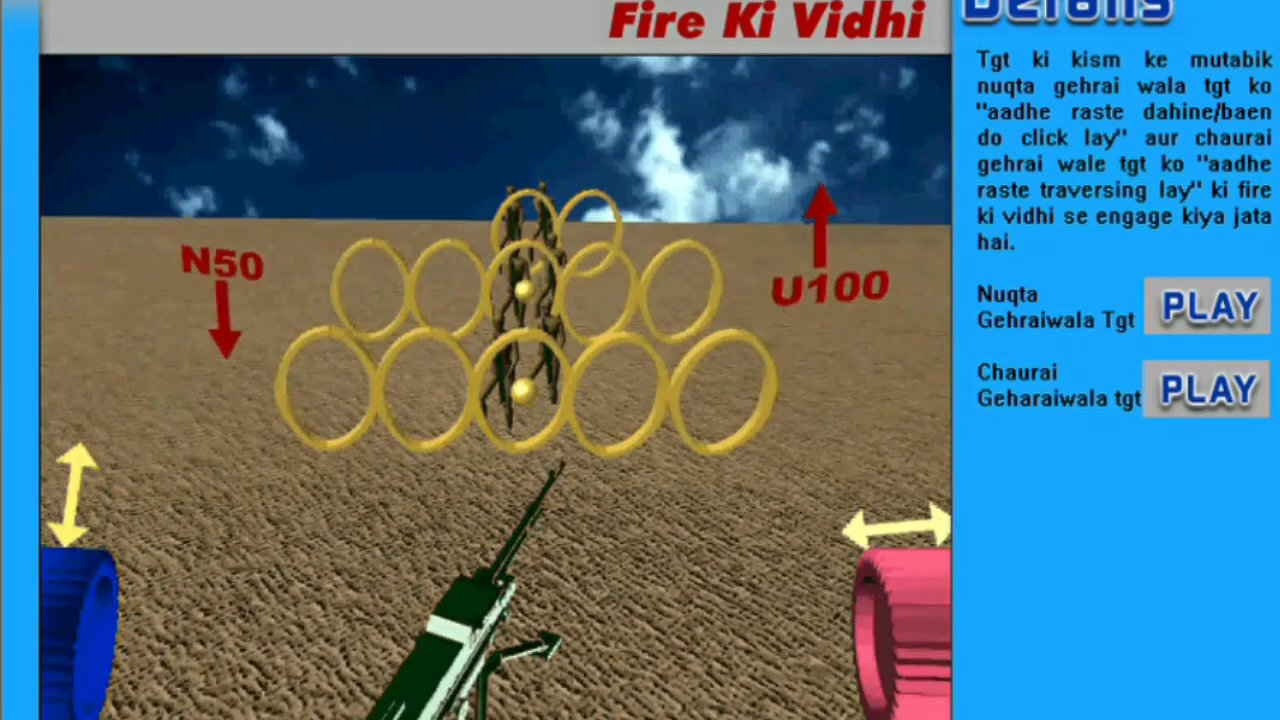 Fire Ki Vidhi
Details
Tgt ki kism ke mutabik
nuqta gehrai wala tgt ko
"aadhe raste dahine/baen
do click lay" aur chaurai
gehrai wale tgt ko "aadhe
raste traversing lay" ki fire
ki vidhi se engage kiya jata
hai.
N50
U100
Nuqta
Gehraiwala Tgt
PLAY
Chaurai
Geharaiwala tgt
PLAY